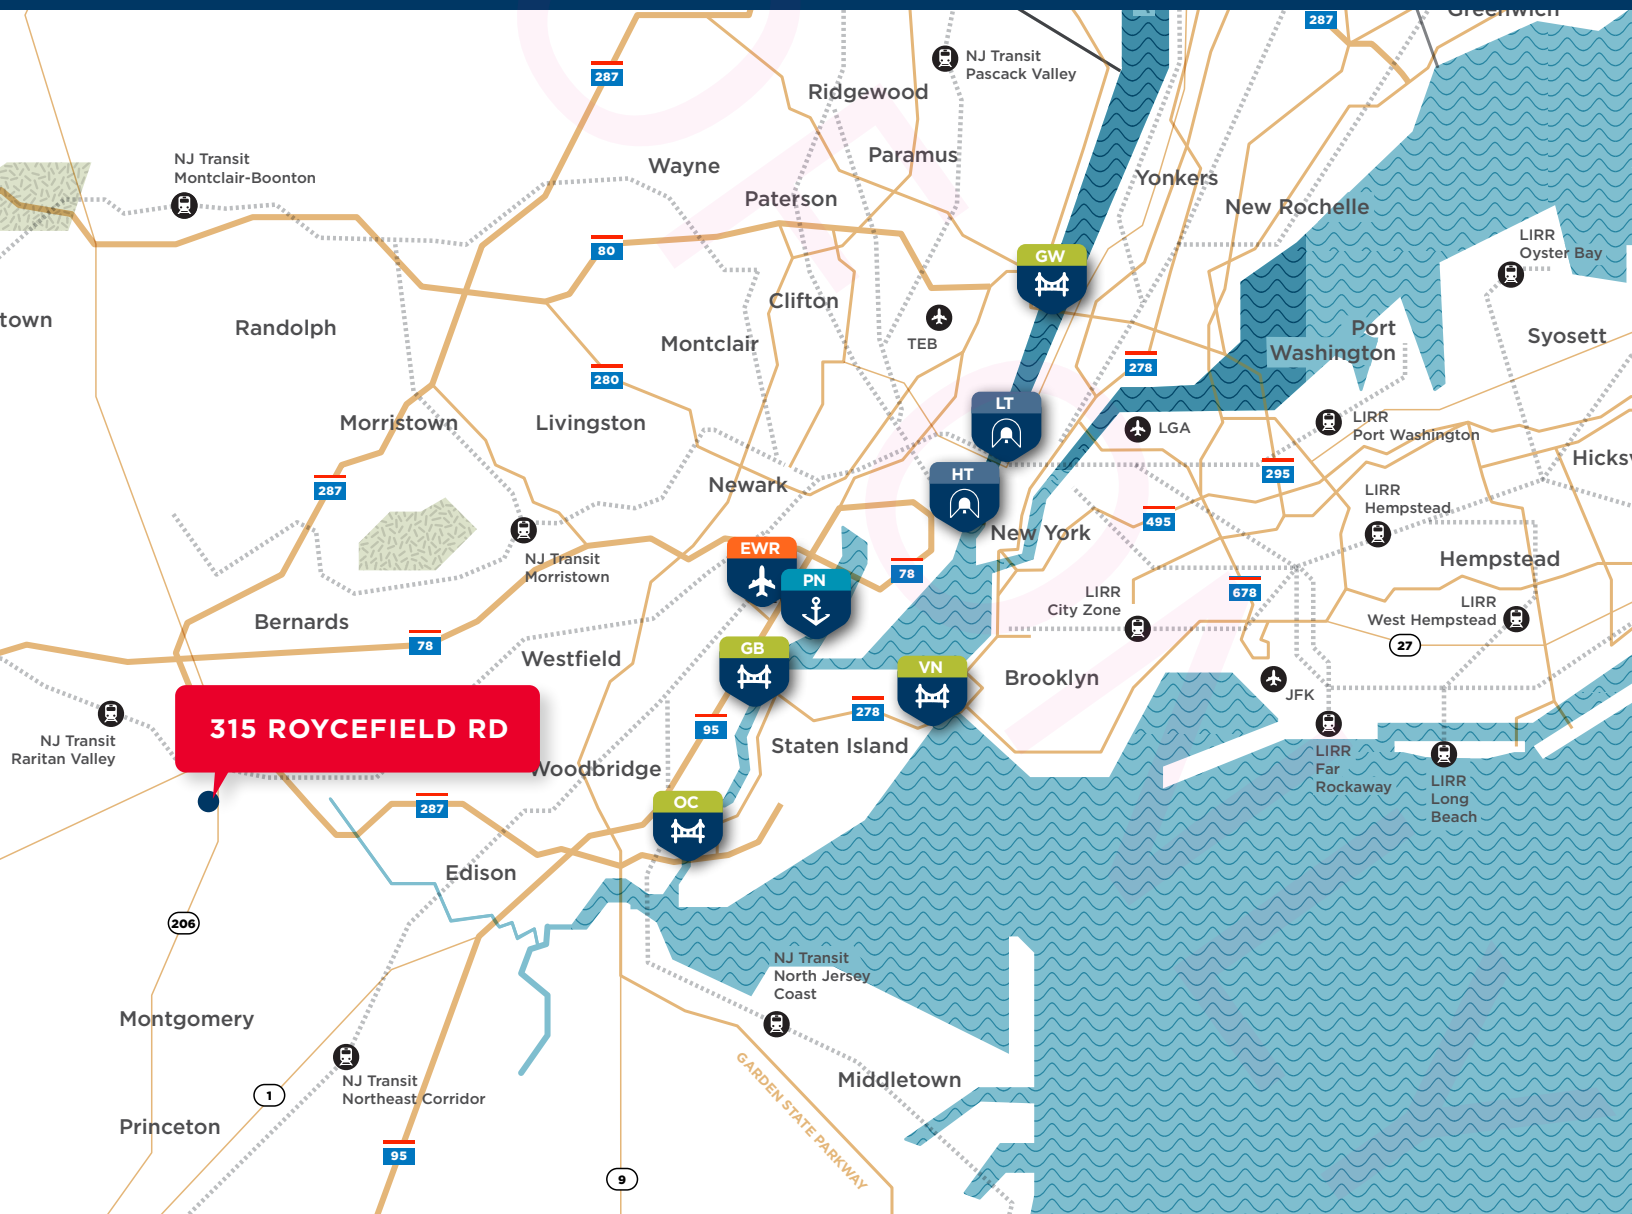 287
Greenwich
NJ Transit
Pascack Valley
287
Ridgewood
Paramus
NJ Transit
Montclair-Boonton
Wayne
Yonkers
Paterson
New Rochelle
80
GW
LIRR
Oyster Bay
Clifton
town
Randolph
TEB
Montclair
Port
Washington
Syosett
278
280
LT
Morristown
Livingston
LGA
LIRR
Port Washington
HT
295
287
Newark
LIRR
Hempstead
495
New York
EWR
NJ Transit
Morristown
PN
78
Hempstead
678
LIRR
City Zone
LIRR
West Hempstead
Bernards
78
27
Westfield
GB
VN
Brooklyn
JFK
315 ROYCEFIELD RD
95
278
NJ Transit
Raritan Valley
Staten Island
Woodbridge
LIRR
Far
Rockaway
LIRR
Long
Beach
287
OC
Edison
206
NJ Transit
North Jersey
Coast
Montgomery
NJ Transit
Northeast Corridor
1
Middletown
GARDEN STATE PARKWAY
Princeton
95
9